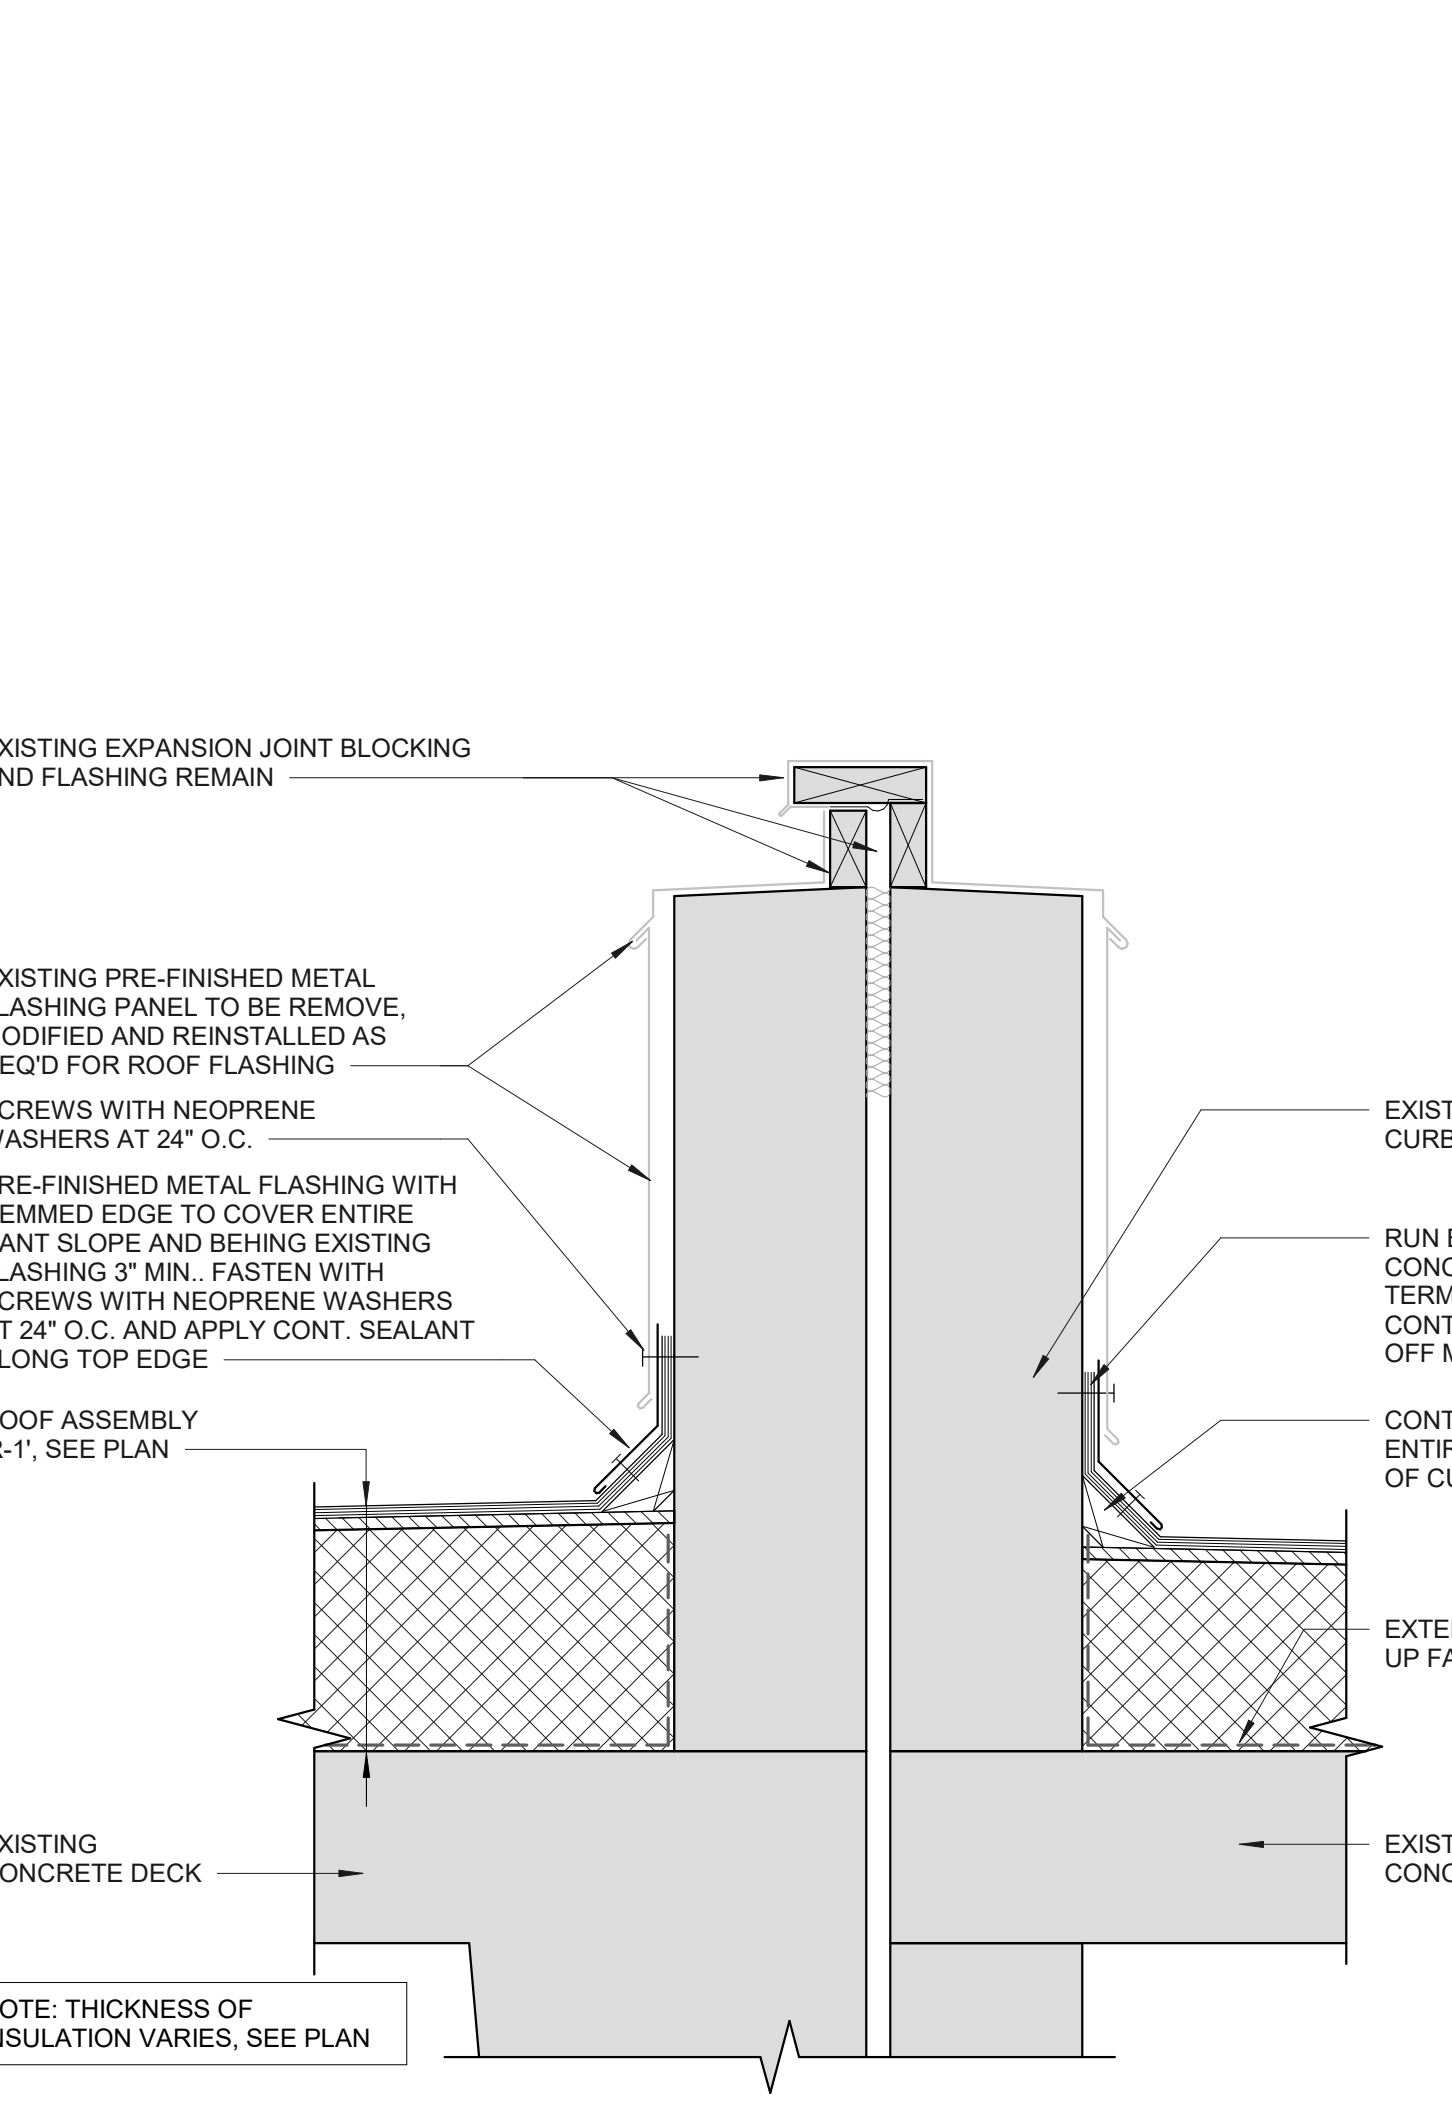 XISTING EXPANSION JOINT BLOCKING
ND FLASHING REMAIN
XISTING PRE-FINISHED METAL
LASHING PANEL TO BE REMOVE,
ODIFIED AND REINSTALLED AS
EQ'D FOR ROOF FLASHING
CREWS WITH NEOPRENE
WASHERS AT 24" O.C.
RE-FINISHED METAL FLASHING WITH
EMMED EDGE TO COVER ENTIRE
ANT SLOPE AND BEHING EXISTING
LASHING 3" MIN.. FASTEN WITH
CREWS WITH NEOPRENE WASHERS
T 24" O.C. AND APPLY CONT. SEALANT
LONG TOP EDGE
OOF ASSEMBLY
R-1', SEE PLAN
XISTING
ONCRETE DECK
OTE: THICKNESS OF
NSULATION VARIES, SEE PLAN
EXIST
CURB
RUN
CONC
TERM
CONT
OFF
CONT
ENTIR
OF CU
EXTE
UP FA
EXIST
CONC